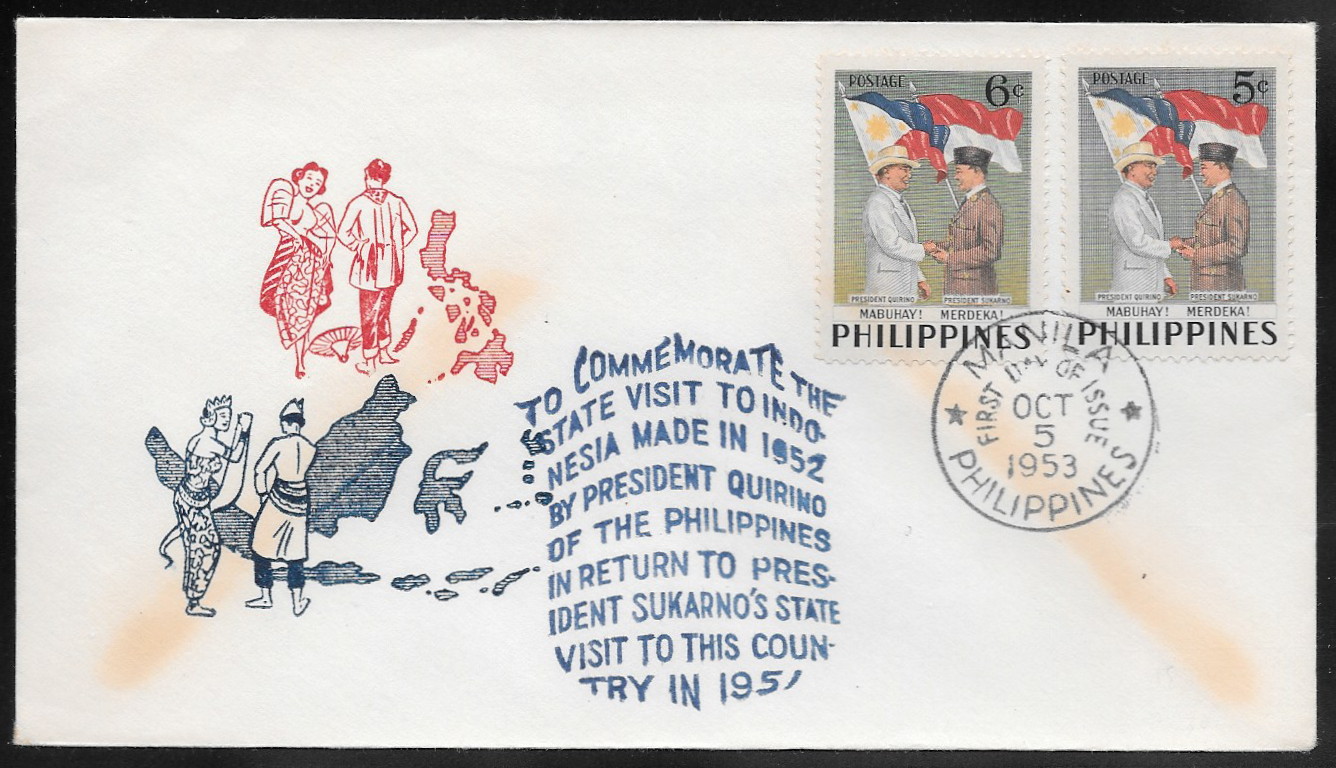 POSTAGE
6¢
PRESIDENT QUIRINO
PRESIDENT SUKARNO
MABUHAY! MERDEKA!
PHILIPPINES
POSTAGE
5¢
PRESIDENT QUIRINO
PRESIDENT SUKARNO
MABUHAY! MERDEKA!
PHILIPPINES
MANILA
FIRST DAY OF ISSUE
OCT
5
1953
PHILIPPINES
TO COMMEMORATE THE
STATE VISIT TO INDO-
NESIA MADE IN 1952
BY PRESIDENT QUIRINO
OF THE PHILIPPINES
IN RETURN TO PRES-
IDENT SUKARNO'S STATE
VISIT TO THIS COUN-
TRY IN 1951